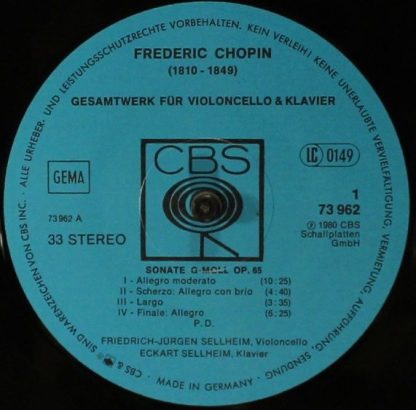 ALLE URHEBER- UND LEISTUNGSSCHUTZRECHTE VORBEHALTEN. KEIN VERLEIH! KEINE UNERLAUBTE VERVIELFÄLTIGUNG, VERMIETUNG, AUFFÜHRUNG, SENDUNG
FREDERIC CHOPIN
(1810 - 1849)
GESAMTWERK FÜR VIOLONCELLO & KLAVIER
CBS
GEMA
LC 0149
73962 A
33 STEREO
1
73 962
Ⓟ 1980 CBS
Schallplatten
GmbH
SONATE G-MOLL OP. 65
I - Allegro moderato (10:25)
II - Scherzo: Allegro con brio (4:40)
III - Largo (3:35)
IV - Finale: Allegro (6:25)
P.D.
FRIEDRICH-JÜRGEN SELLHEIM, Violoncello
ECKART SELLHEIM, Klavier
CBS & SIND WARENZEICHEN VON CBS INC. · MADE IN GERMANY ·